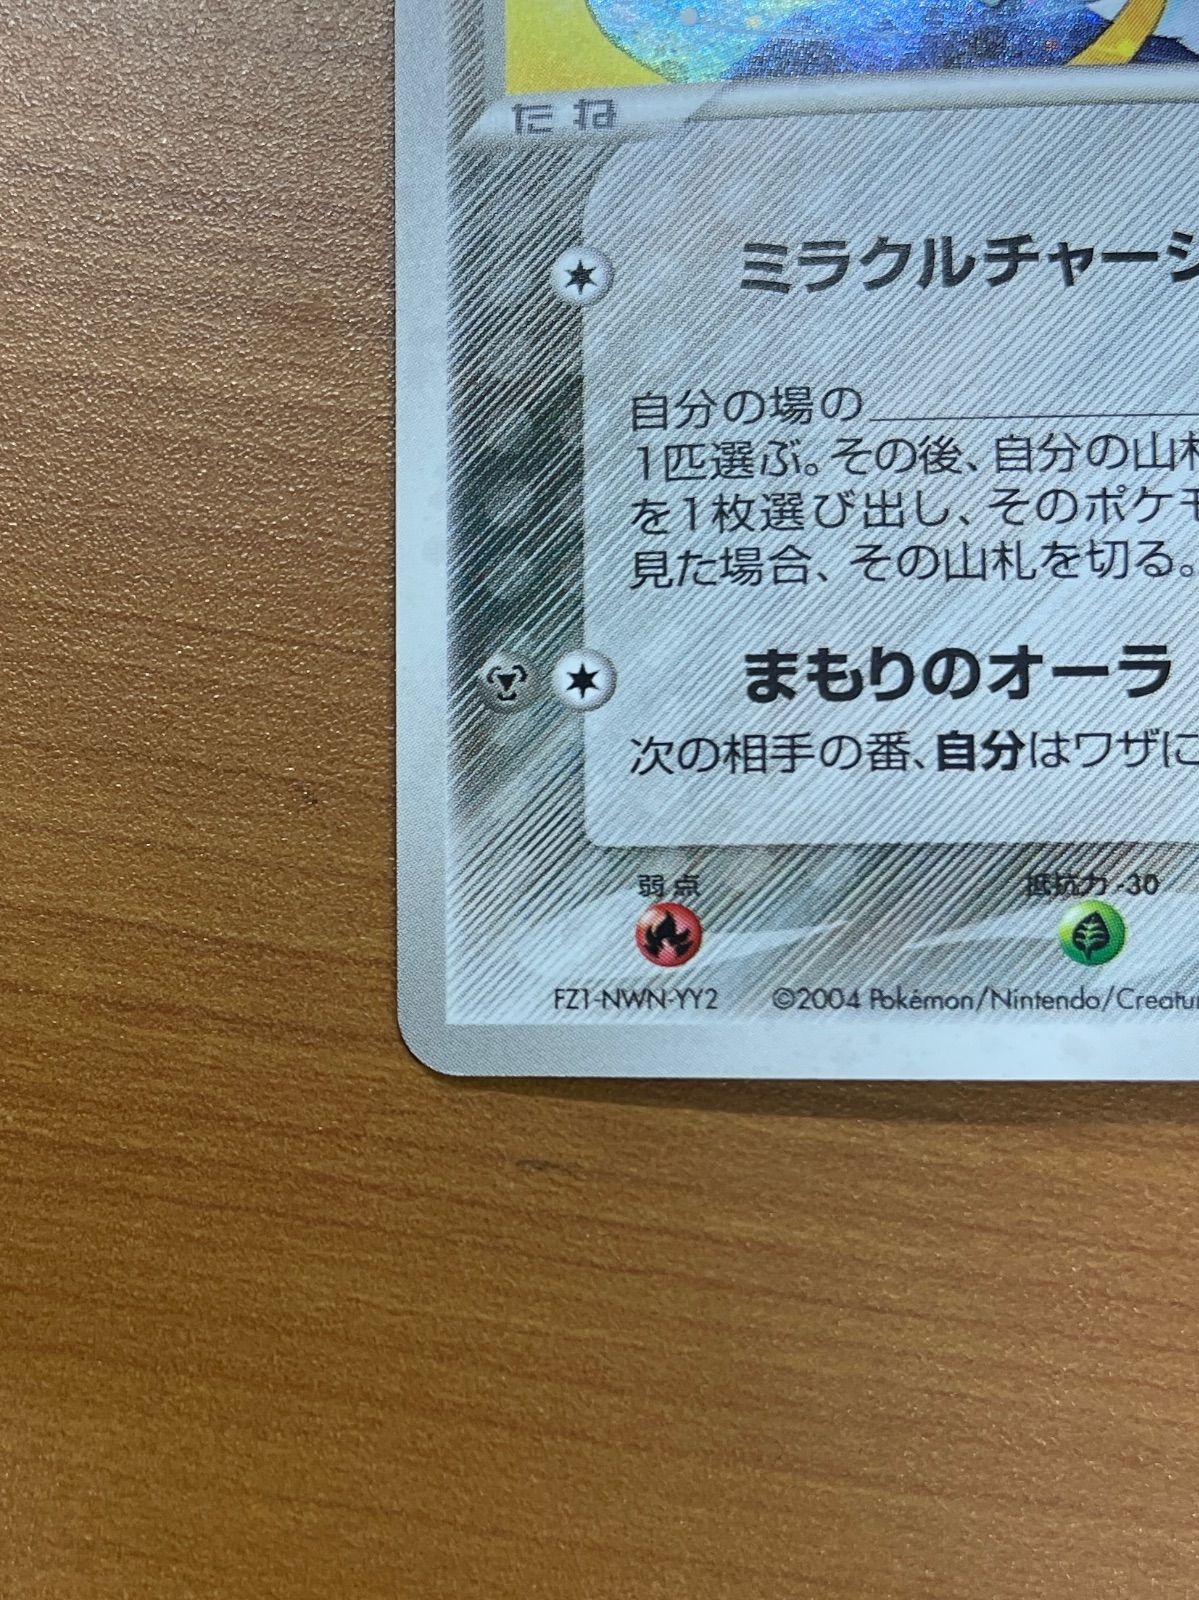 たね
ミラクルチャー
自分の場の
1匹選ぶ。その後、自分の山札
を1枚選び出し、そのポケモ
見た場合、その山札を切る。
まもりのオーラ
次の相手の番、自分はワザに
弱点
抵抗力 -30
FZ1-NWN-YY2 ©2004 Pokémon/Nintendo/Creatu